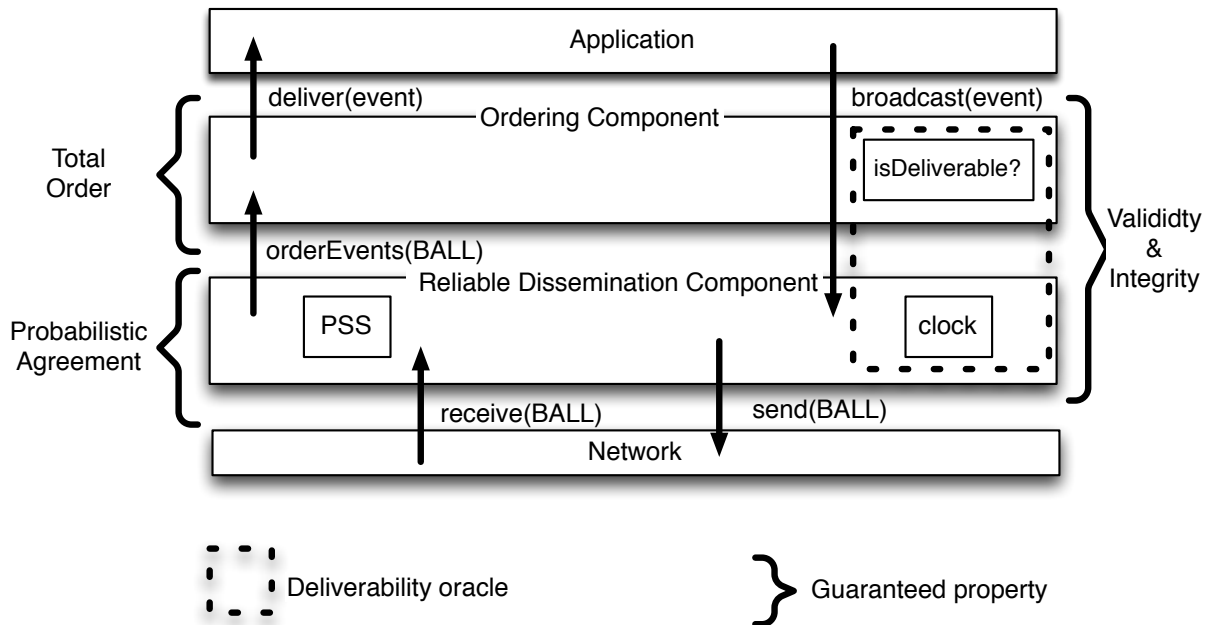 Application
deliver(event)
broadcast(event)
Ordering Component
Total
Order
isDeliverable?
Valididty
&
Integrity
orderEvents(BALL)
Reliable Dissemination Component
Probabilistic
Agreement
PSS
clock
receive(BALL)
send(BALL)
Network
Deliverability oracle
Guaranteed property